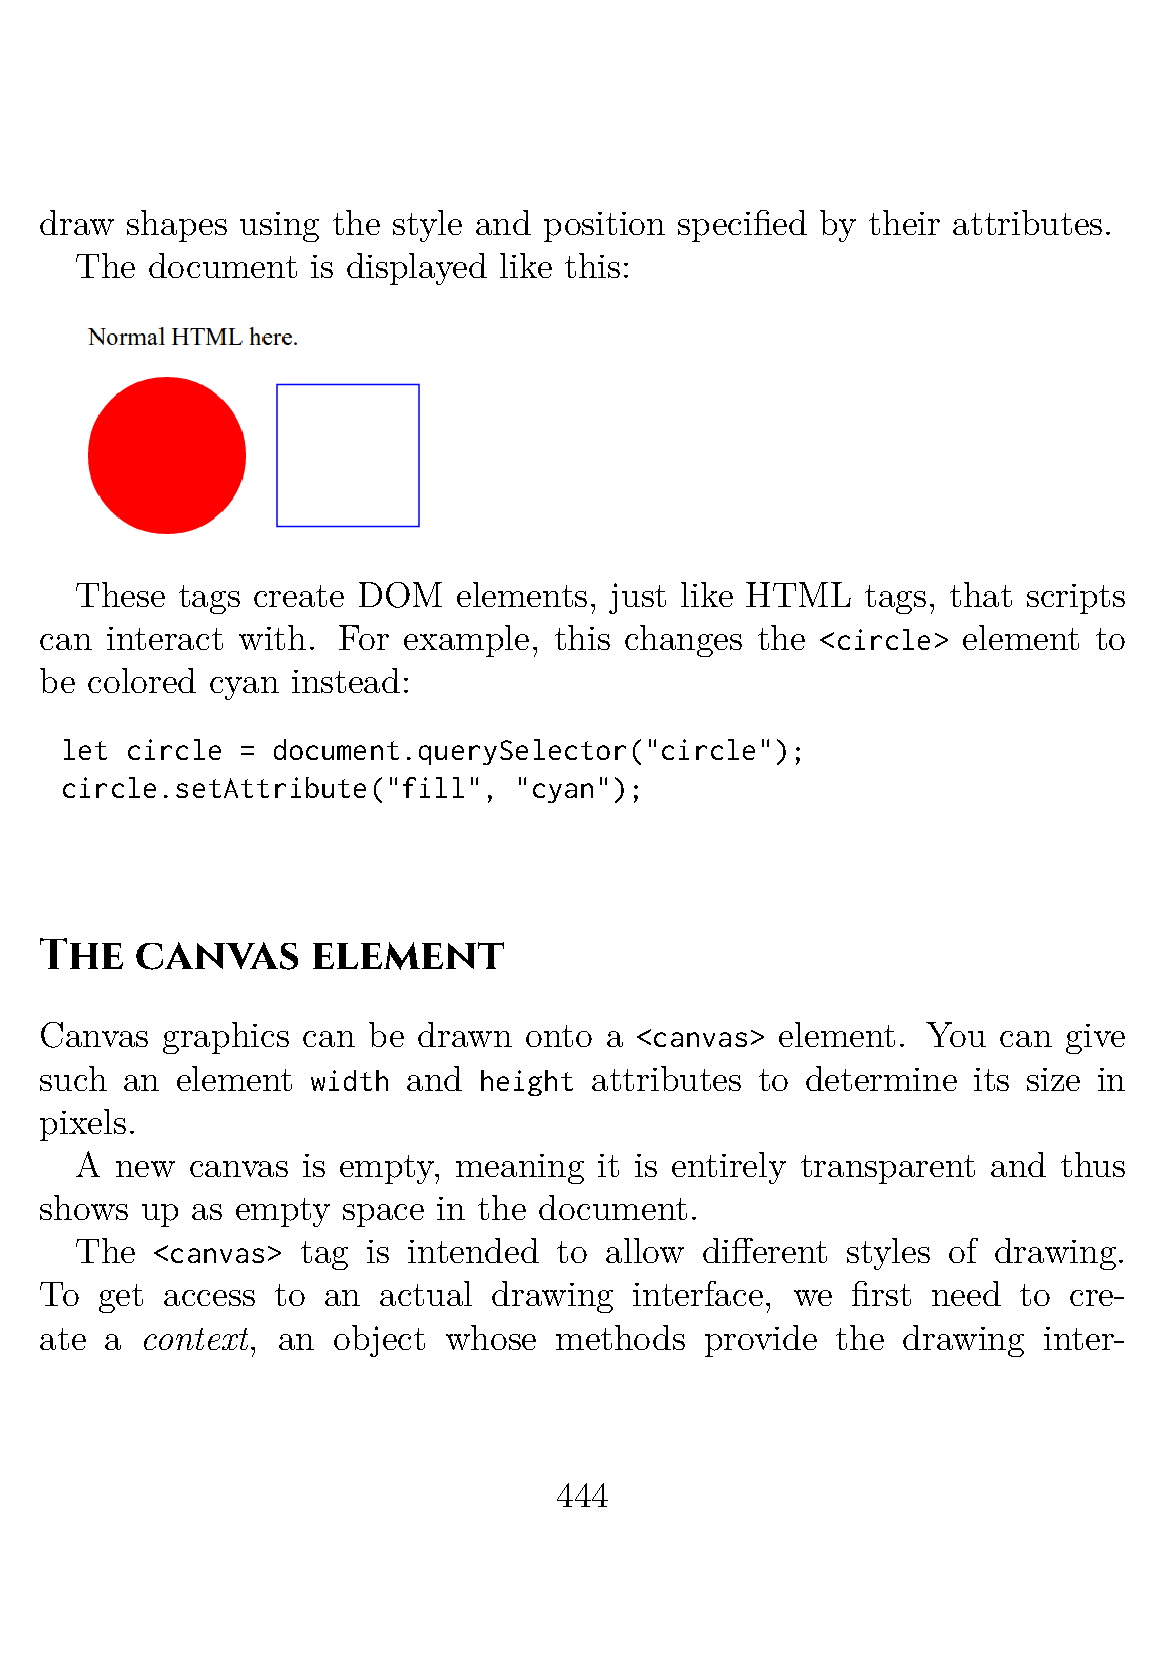 draw shapes using the style and position specified by their attributes.
The document is displayed like this:
Normal HTML here.
These tags create DOM elements, just like HTML tags, that scripts
can interact with. For example, this changes the <circle> element to
be colored cyan instead:
let circle = document.querySelector("circle");
circle.setAttribute("fill", "cyan");
The canvas element
Canvas graphics can be drawn onto a <canvas> element. You can give
such an element width and height attributes to determine its size in
pixels.
A new canvas is empty, meaning it is entirely transparent and thus
shows up as empty space in the document.
The <canvas> tag is intended to allow different styles of drawing.
To get access to an actual drawing interface, we first need to cre-
ate a context, an object whose methods provide the drawing inter-
444